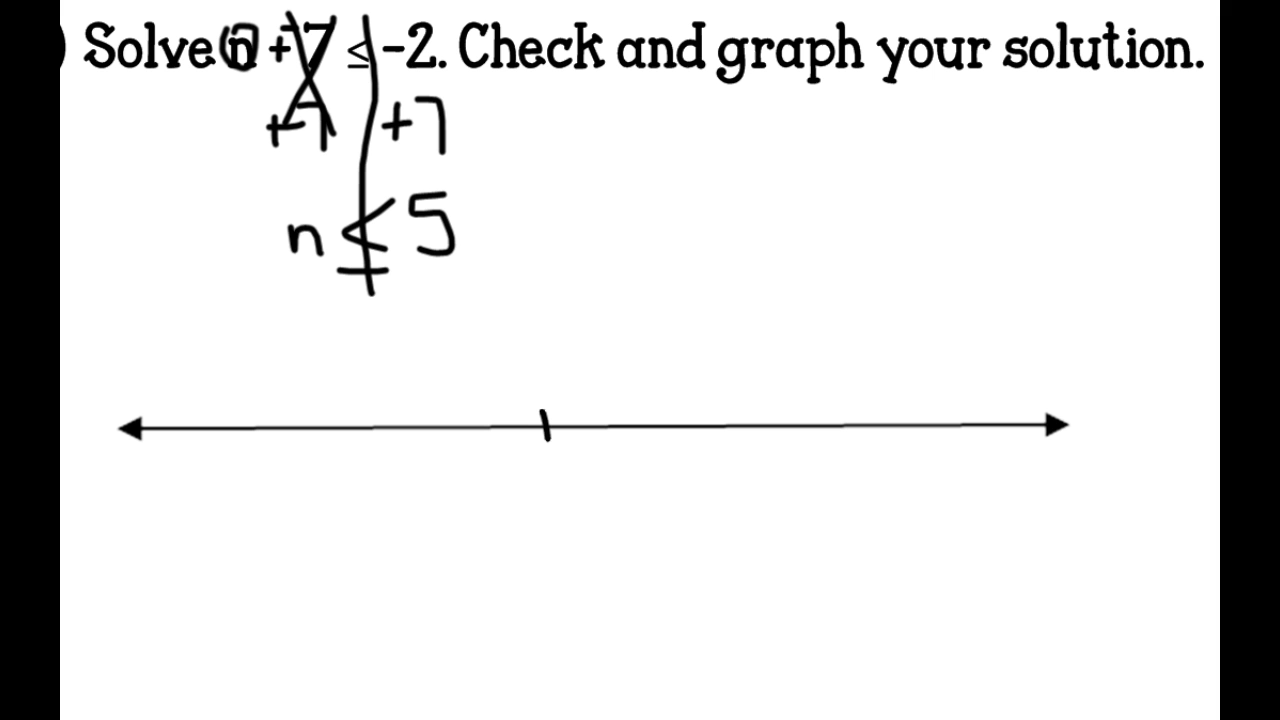 ) Solve n + -7 ≤ -2. Check and graph your solution.
+7 +7
n ≤ 5